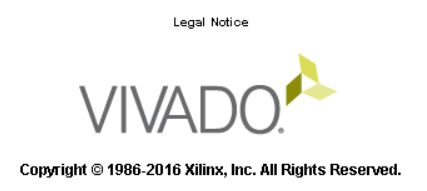 Legal Notice
VIVADO.
Copyright © 1986-2016 Xilinx, Inc. All Rights Reserved.